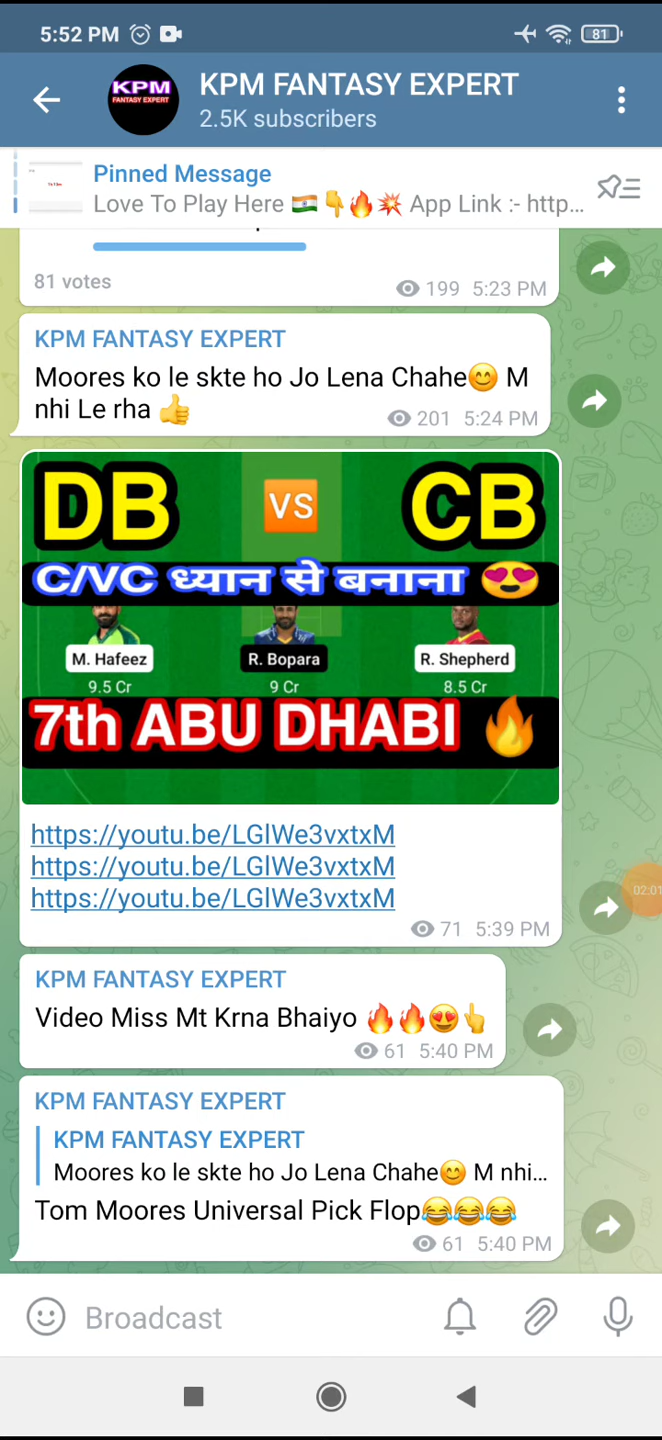 5:52 PM
81
KPM
FANTASY EXPERT
KPM FANTASY EXPERT
2.5K subscribers
Pinned Message
Love To Play Here 🇮🇳👇🔥💥 App Link :- http...
81 votes
199 5:23 PM
KPM FANTASY EXPERT
Moores ko le skte ho Jo Lena Chahe😊 M
nhi Le rha 👍
201 5:24 PM
DB 🆚 CB
C/VC ध्यान से बनाना 😍
M. Hafeez R. Bopara R. Shepherd
9.5 Cr 9 Cr 8.5 Cr
7th ABU DHABI 🔥
https://youtu.be/LGlWe3vxtxM
https://youtu.be/LGlWe3vxtxM
https://youtu.be/LGlWe3vxtxM
02:01
71 5:39 PM
KPM FANTASY EXPERT
Video Miss Mt Krna Bhaiyo 🔥🔥😍👆
61 5:40 PM
KPM FANTASY EXPERT
KPM FANTASY EXPERT
Moores ko le skte ho Jo Lena Chahe😊 M nhi...
Tom Moores Universal Pick Flop😂😂😂
61 5:40 PM
Broadcast